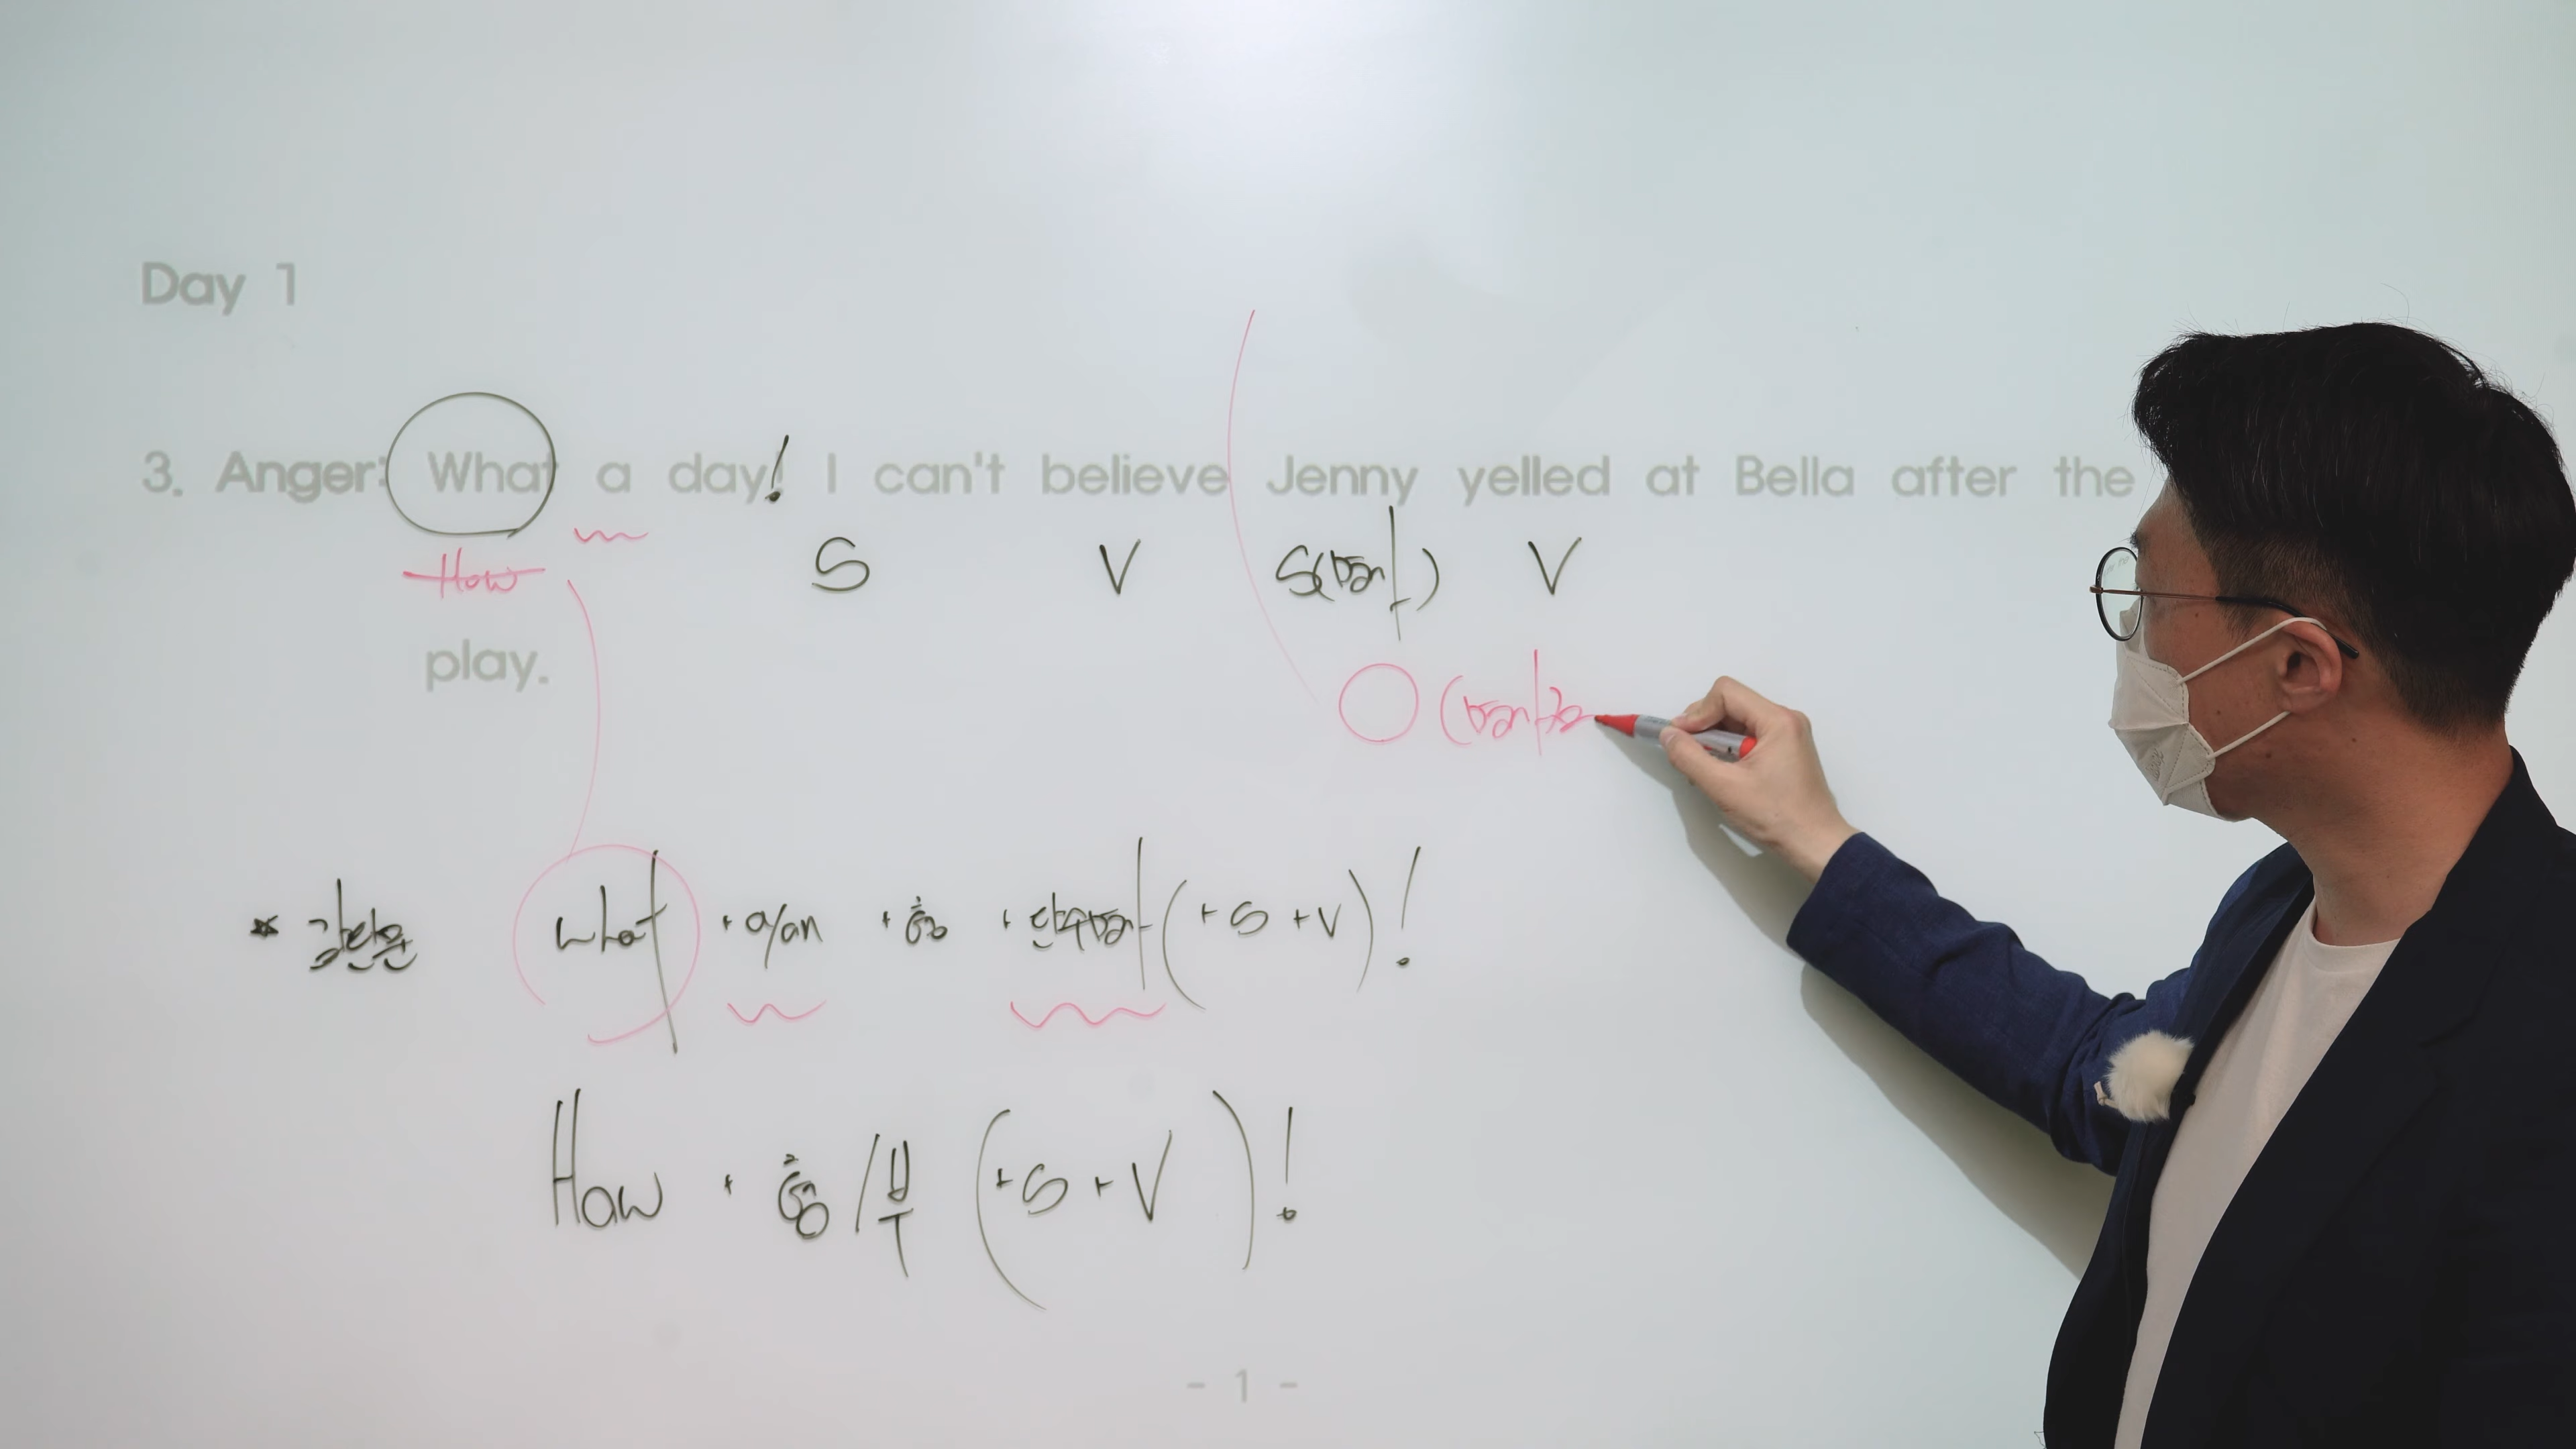 Day 1
3. Anger: What a day! I can't believe Jenny yelled at Bella after the
How S V S(명사) V
play.
O (명사절
* 감탄문 what + a/an + 형 + 단수명사 (+ S + V)!
How + 형/부 (+ S + V)!
- 1 -